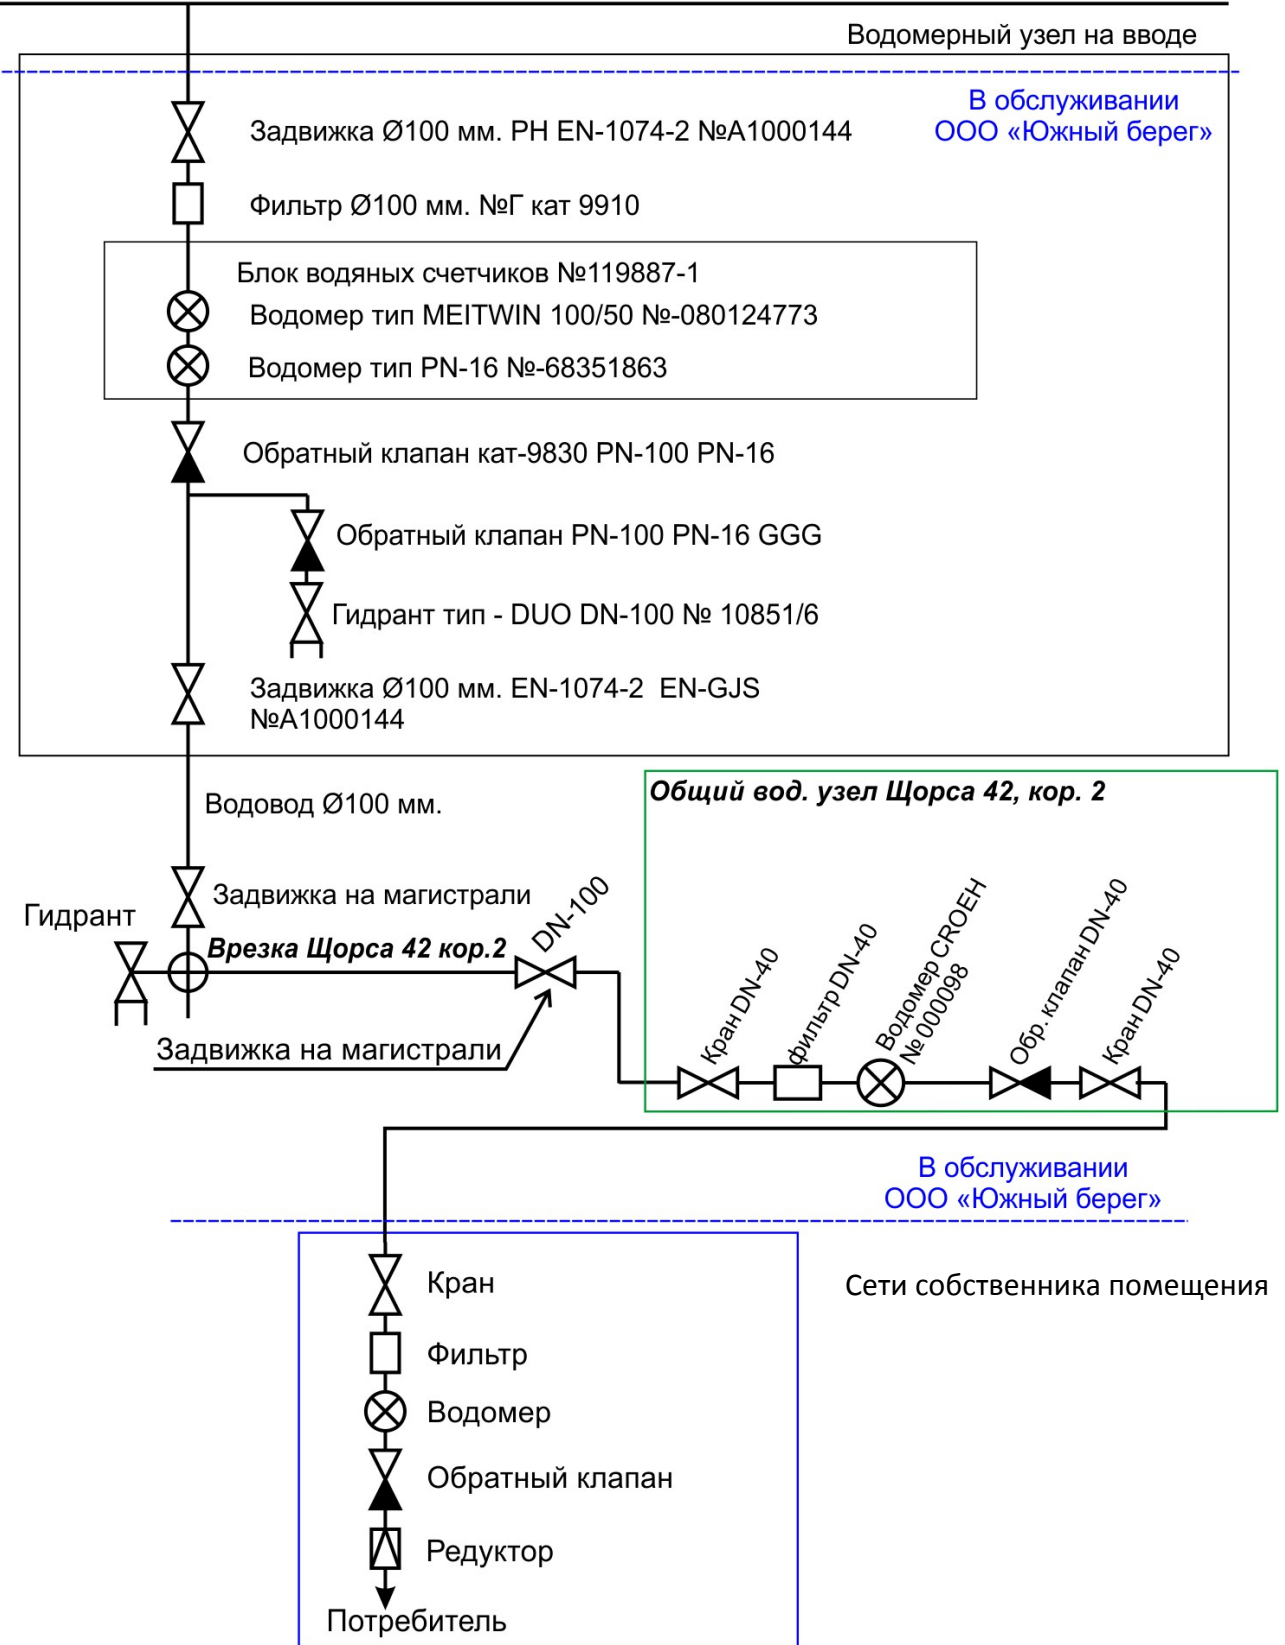 Водомерный узел на вводе
В обслуживании
ООО «Южный берег»
Задвижка Ø100 мм. PH EN-1074-2 №A1000144
Фильтр Ø100 мм. №Г кат 9910
Блок водяных счетчиков №119887-1
Водомер тип MEITWIN 100/50 №-080124773
Водомер тип PN-16 №-68351863
Обратный клапан кат-9830 PN-100 PN-16
Обратный клапан PN-100 PN-16 GGG
Гидрант тип - DUO DN-100 № 10851/6
Задвижка Ø100 мм. EN-1074-2 EN-GJS
№A1000144
Водовод Ø100 мм.
Общий вод. узел Щорса 42, кор. 2
Задвижка на магистрали
Гидрант
Врезка Щорса 42 кор.2
DN-100
Задвижка на магистрали
Кран DN-40
фильтр DN-40
Водомер CROEH
№ 000098
Обр. клапан DN-40
Кран DN-40
В обслуживании
ООО «Южный берег»
Сети собственника помещения
Кран
Фильтр
Водомер
Обратный клапан
Редуктор
Потребитель